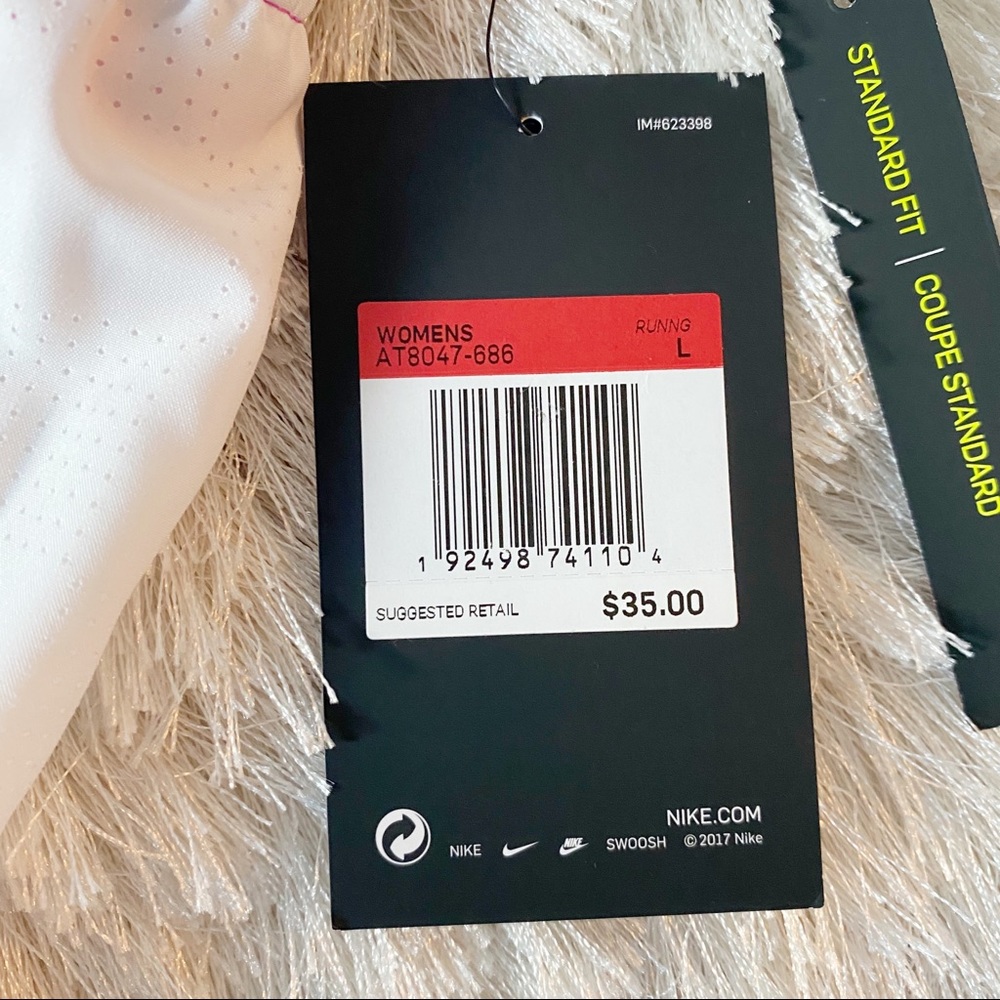 IM#623398
WOMENS
RUNNG
AT8047-686
L
1 92498 74110 4
SUGGESTED RETAIL $35.00
NIKE.COM
NIKE NIKE SWOOSH © 2017 Nike
STANDARD FIT | COUPE STANDARD